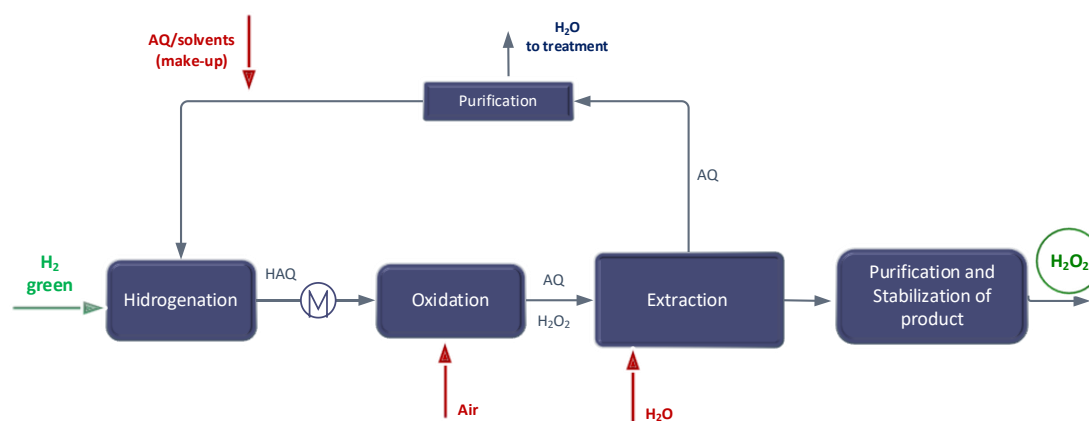 AQ/solvents
(make-up)
H₂O
to treatment
Purification
AQ
H₂
green
Hidrogenation
HAQ
M
Oxidation
AQ
H₂O₂
Extraction
Purification and
Stabilization of
product
H₂O₂
Air
H₂O